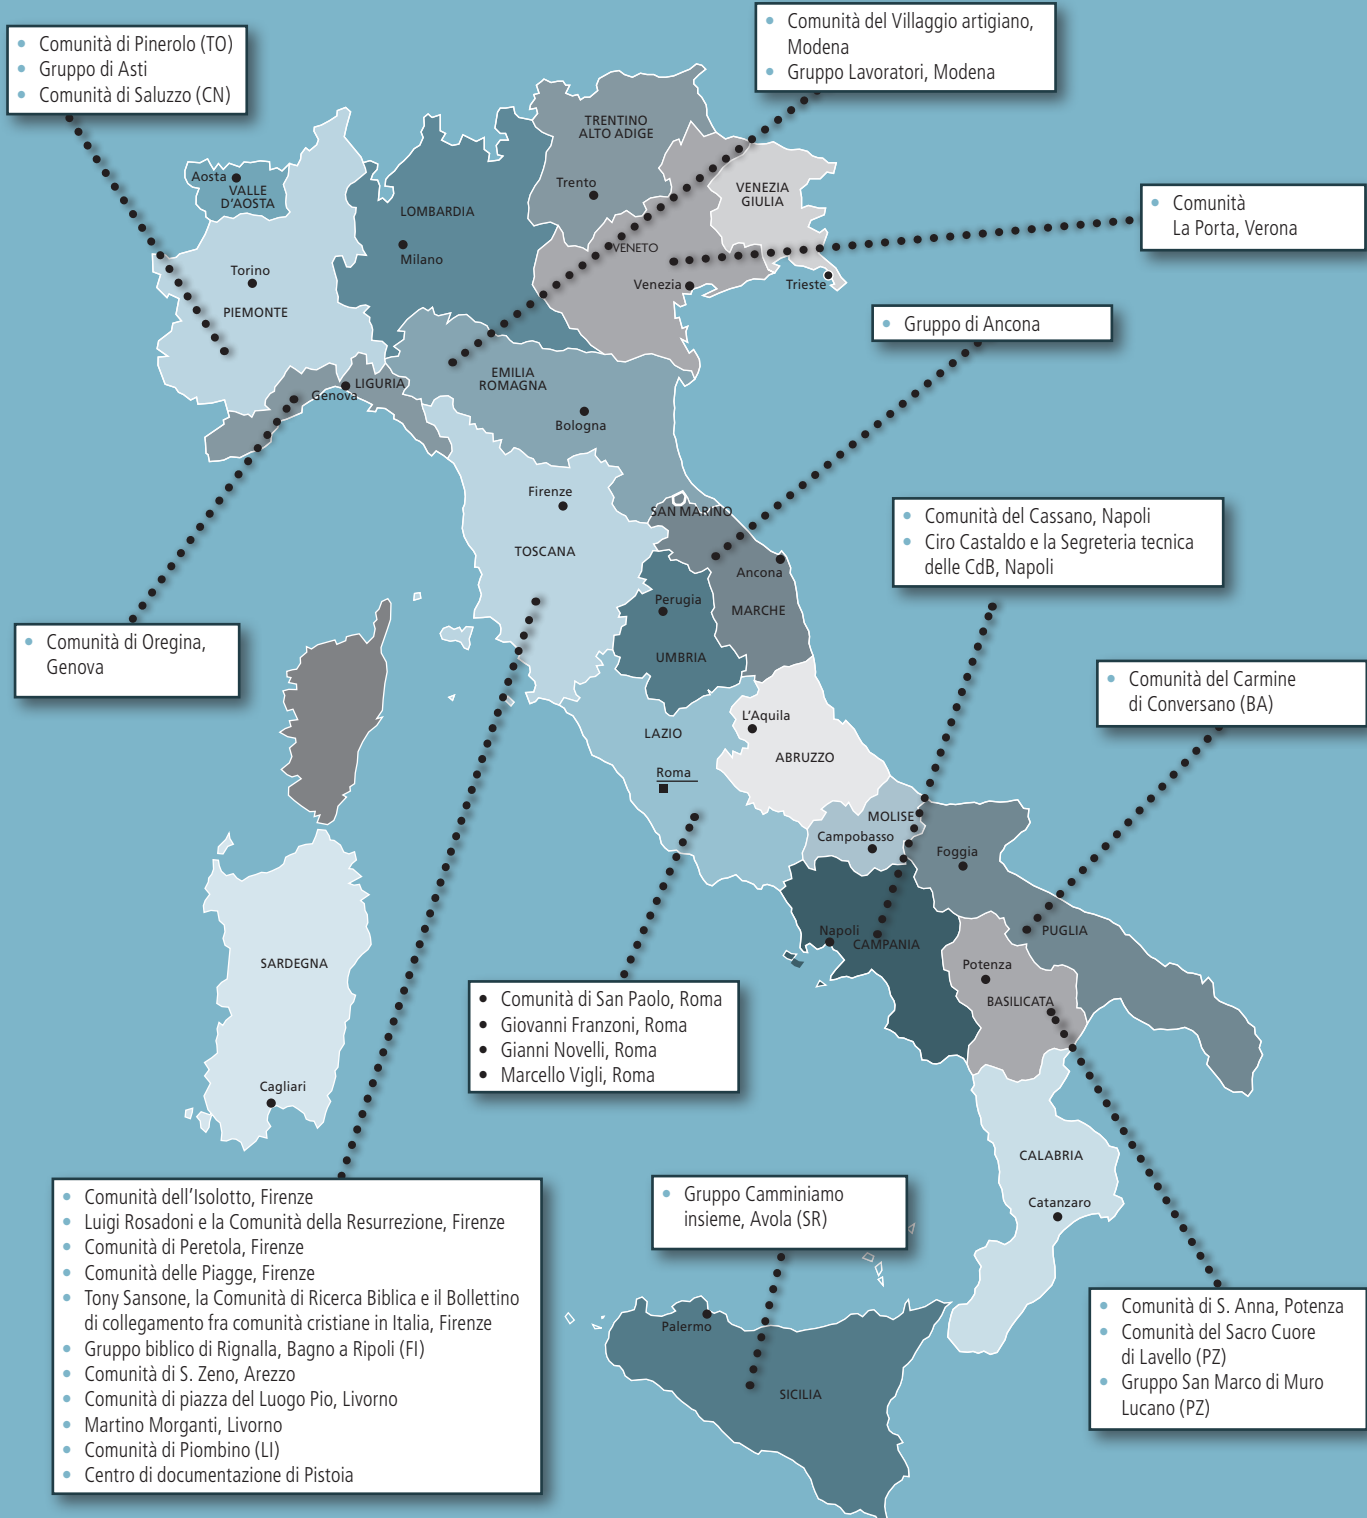 • Comunità di Pinerolo (TO)
• Gruppo di Asti
• Comunità di Saluzzo (CN)
• Comunità del Villaggio artigiano,
Modena
• Gruppo Lavoratori, Modena
• Comunità
La Porta, Verona
• Gruppo di Ancona
• Comunità del Cassano, Napoli
• Ciro Castaldo e la Segreteria tecnica
delle CdB, Napoli
• Comunità di Oregina,
Genova
• Comunità del Carmine
di Conversano (BA)
• Comunità di San Paolo, Roma
• Giovanni Franzoni, Roma
• Gianni Novelli, Roma
• Marcello Vigli, Roma
• Comunità dell'Isolotto, Firenze
• Luigi Rosadoni e la Comunità della Resurrezione, Firenze
• Comunità di Peretola, Firenze
• Comunità delle Piagge, Firenze
• Tony Sansone, la Comunità di Ricerca Biblica e il Bollettino
di collegamento fra comunità cristiane in Italia, Firenze
• Gruppo biblico di Rignalla, Bagno a Ripoli (FI)
• Comunità di S. Zeno, Arezzo
• Comunità di piazza del Luogo Pio, Livorno
• Martino Morganti, Livorno
• Comunità di Piombino (LI)
• Centro di documentazione di Pistoia
• Gruppo Camminiamo
insieme, Avola (SR)
• Comunità di S. Anna, Potenza
• Comunità del Sacro Cuore
di Lavello (PZ)
• Gruppo San Marco di Muro
Lucano (PZ)
TRENTINO
ALTO ADIGE
Trento
Aosta
VALLE
D'AOSTA
LOMBARDIA
Milano
VENEZIA
GIULIA
VENETO
Venezia
Trieste
Torino
PIEMONTE
LIGURIA
Genova
EMILIA
ROMAGNA
Bologna
Firenze
TOSCANA
SAN MARINO
Ancona
MARCHE
Perugia
UMBRIA
LAZIO
Roma
L'Aquila
ABRUZZO
MOLISE
Campobasso
Foggia
PUGLIA
Napoli
CAMPANIA
Potenza
BASILICATA
SARDEGNA
Cagliari
CALABRIA
Catanzaro
Palermo
SICILIA